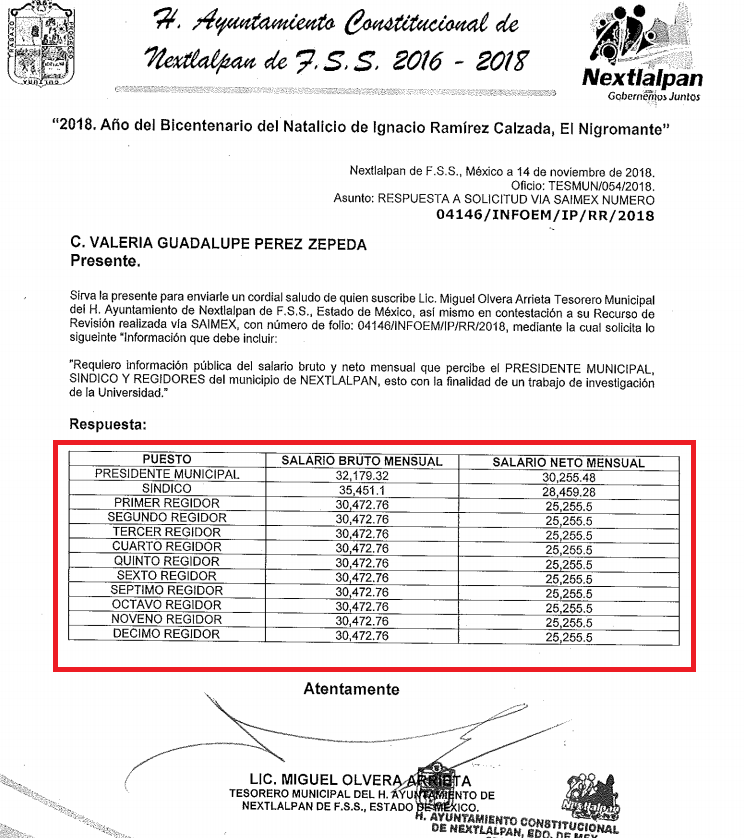 TRABAJO
PROGRESO
CULTURA
H. Ayuntamiento Constitucional de
Nextlalpan de F.S.S. 2016 - 2018
Nextlalpan
Gobernemos Juntos
"2018. Año del Bicentenario del Natalicio de Ignacio Ramírez Calzada, El Nigromante"
Nextlalpan de F.S.S., México a 14 de noviembre de 2018.
Oficio: TESMUN/054/2018.
Asunto: RESPUESTA A SOLICITUD VIA SAIMEX NUMERO
04146/INFOEM/IP/RR/2018
C. VALERIA GUADALUPE PEREZ ZEPEDA
Presente.
Sirva la presente para enviarle un cordial saludo de quien suscribe Lic. Miguel Olvera Arrieta Tesorero Municipal
del H. Ayuntamiento de Nextlalpan de F.S.S., Estado de México, así mismo en contestación a su Recurso de
Revisión realizada vía SAIMEX, con número de folio: 04146/INFOEM/IP/RR/2018, mediante la cual solicita lo
sigueinte "Información que debe incluir:
"Requiero información pública del salario bruto y neto mensual que percibe el PRESIDENTE MUNICIPAL,
SINDICO Y REGIDORES del municipio de NEXTLALPAN, esto con la finalidad de un trabajo de investigación
de la Universidad."
Respuesta:
PUESTO SALARIO BRUTO MENSUAL SALARIO NETO MENSUAL
PRESIDENTE MUNICIPAL 32,179.32 30,255.48
SINDICO 35,451.1 28,459.28
PRIMER REGIDOR 30,472.76 25,255.5
SEGUNDO REGIDOR 30,472.76 25,255.5
TERCER REGIDOR 30,472.76 25,255.5
CUARTO REGIDOR 30,472.76 25,255.5
QUINTO REGIDOR 30,472.76 25,255.5
SEXTO REGIDOR 30,472.76 25,255.5
SEPTIMO REGIDOR 30,472.76 25,255.5
OCTAVO REGIDOR 30,472.76 25,255.5
NOVENO REGIDOR 30,472.76 25,255.5
DECIMO REGIDOR 30,472.76 25,255.5
Atentamente
LIC. MIGUEL OLVERA ARRIETA
TESORERO MUNICIPAL DEL H. AYUNTAMIENTO DE
NEXTLALPAN DE F.S.S., ESTADO DE MÉXICO.
Nextlalpan
H. AYUNTAMIENTO CONSTITUCIONAL
DE NEXTLALPAN, EDO. DE MEX.